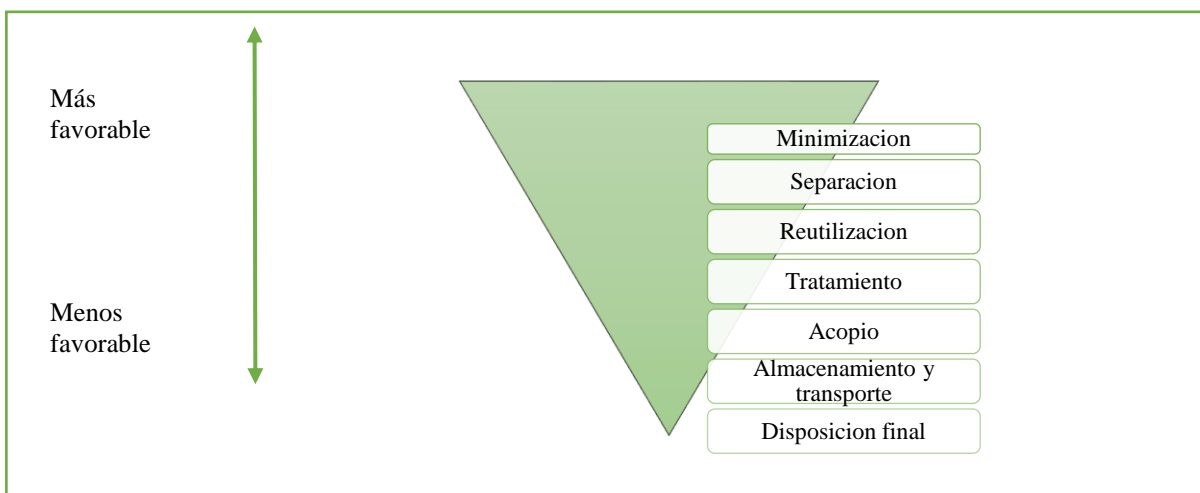 Más
favorable
Minimizacion
Separacion
Reutilizacion
Tratamiento
Menos
favorable
Acopio
Almacenamiento y
transporte
Disposicion final